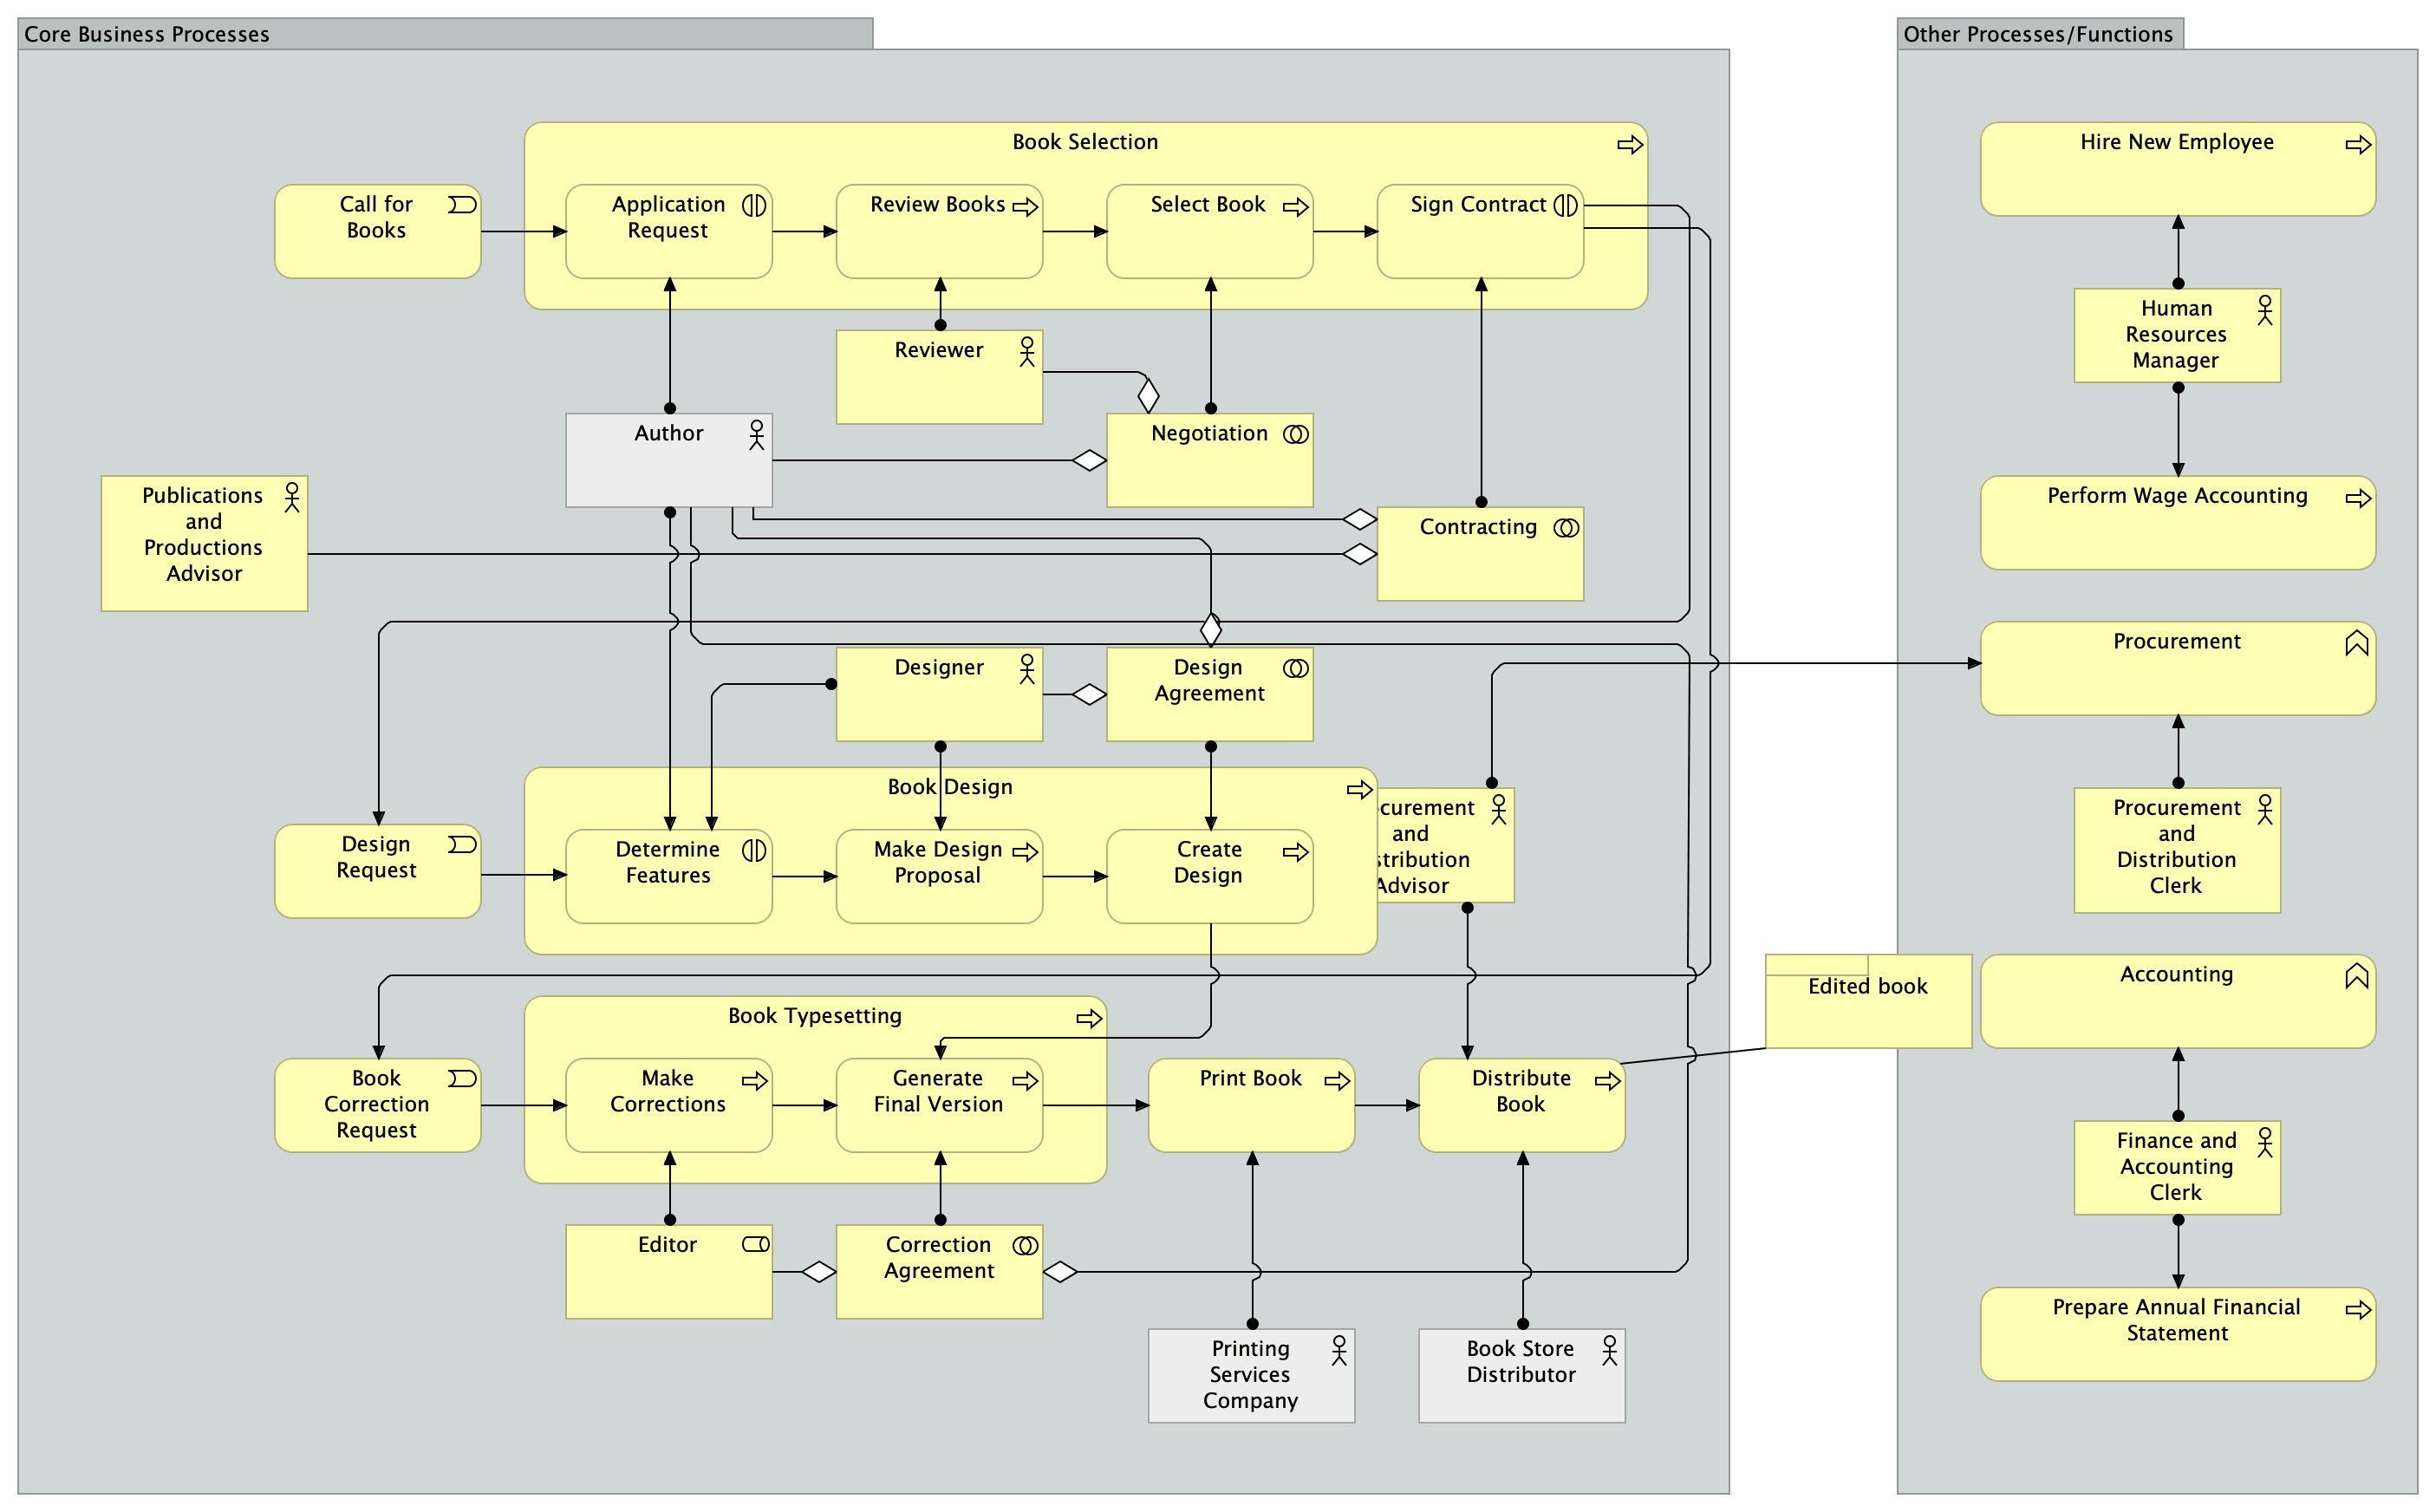 Core Business Processes
Other Processes/Functions
Book Selection
Hire New Employee
Call for
Books
Application
Request
Review Books
Select Book
Sign Contract
Human
Resources
Manager
Reviewer
Author
Negotiation
Publications
and
Productions
Advisor
Contracting
Perform Wage Accounting
Procurement
Designer
Design
Agreement
Book Design
curement
and
stribution
Advisor
Procurement
and
Distribution
Clerk
Design
Request
Determine
Features
Make Design
Proposal
Create
Design
Edited book
Accounting
Book Typesetting
Book
Correction
Request
Make
Corrections
Generate
Final Version
Print Book
Distribute
Book
Finance and
Accounting
Clerk
Editor
Correction
Agreement
Prepare Annual Financial
Statement
Printing
Services
Company
Book Store
Distributor